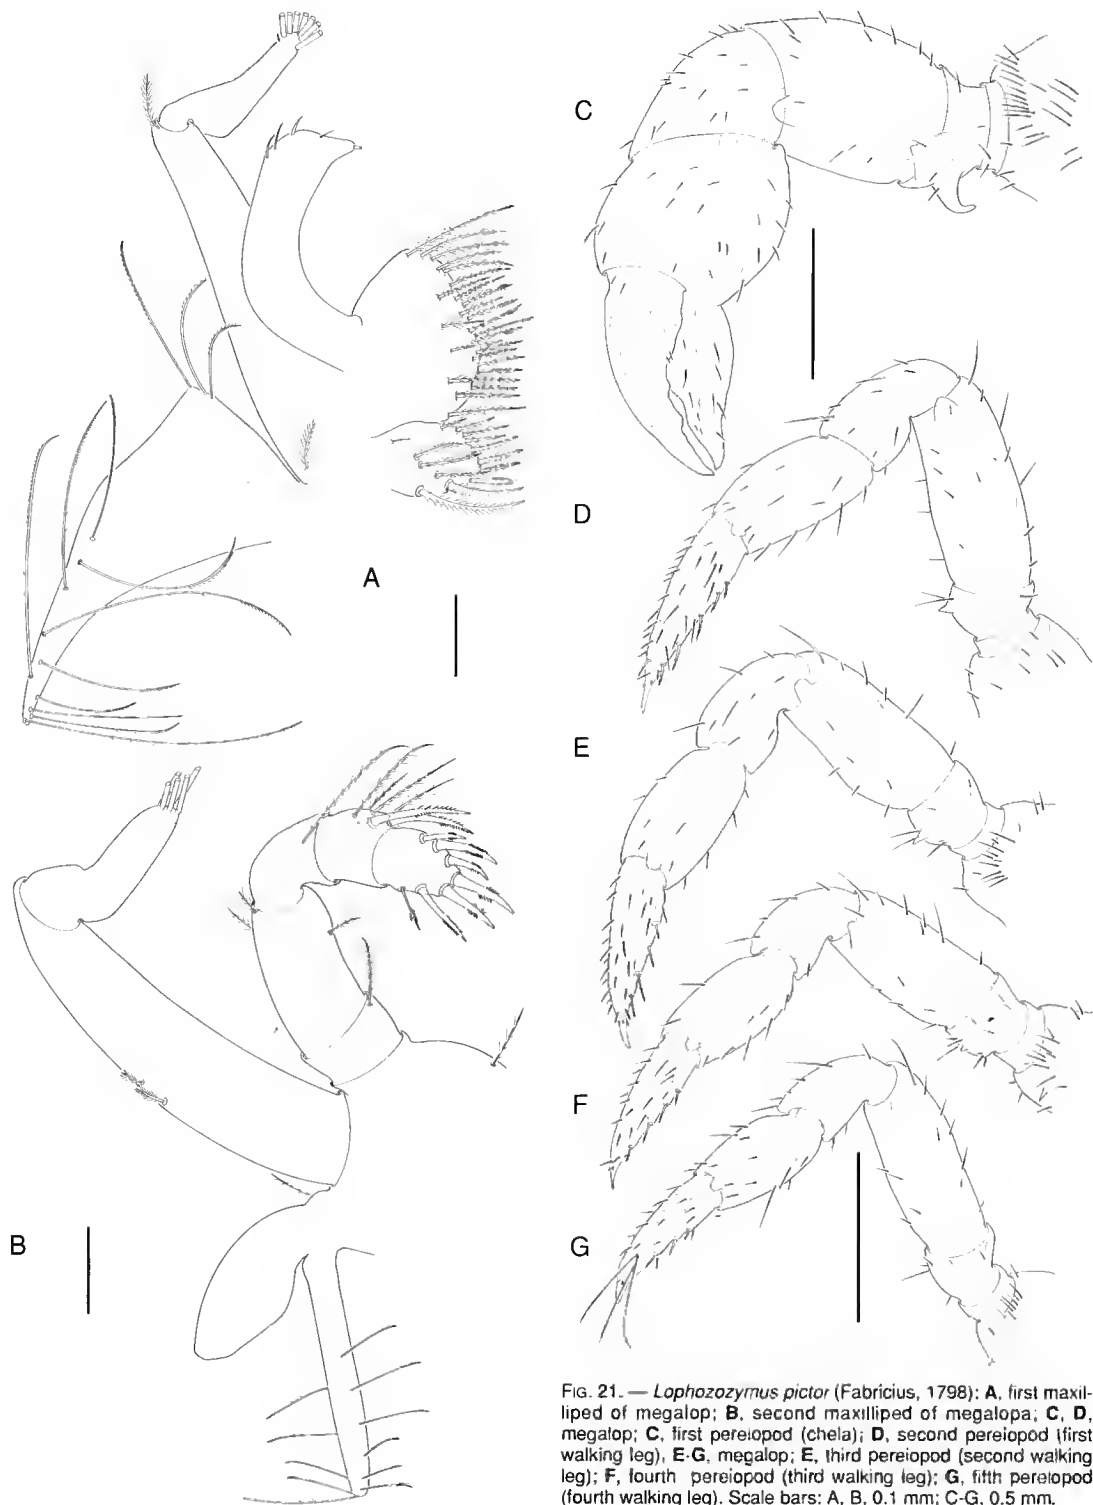 C
D
A
E
F
B
G
FIG. 21. — Lophozozymus pictor (Fabricius, 1798): A, first maxil-
liped of megalop; B, second maxilliped of megalopa; C, D,
megalop; C, first pereiopod (chela); D, second pereiopod (first
walking leg), E-G, megalop; E, third pereiopod (second walking
leg); F, fourth pereiopod (third walking leg); G, fifth pereiopod
(fourth walking leg). Scale bars: A, B, 0.1 mm; C-G, 0.5 mm.